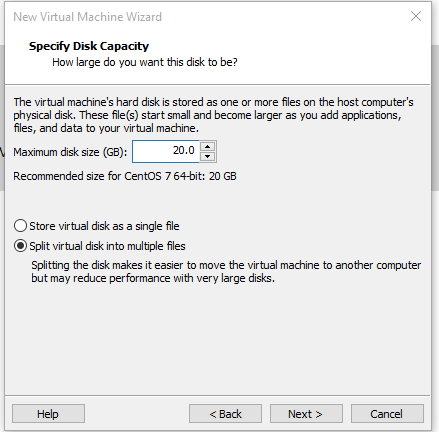 New Virtual Machine Wizard
Specify Disk Capacity
How large do you want this disk to be?
The virtual machine's hard disk is stored as one or more files on the host computer's
physical disk. These file(s) start small and become larger as you add applications,
files, and data to your virtual machine.
Maximum disk size (GB): 20.0
Recommended size for CentOS 7 64-bit: 20 GB
Store virtual disk as a single file
Split virtual disk into multiple files
Splitting the disk makes it easier to move the virtual machine to another computer
but may reduce performance with very large disks.
Help < Back Next > Cancel